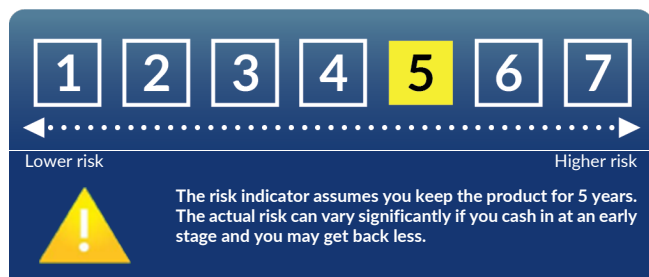 1 2 3 4 5 6 7
Lower risk Higher risk
The risk indicator assumes you keep the product for 5 years.
The actual risk can vary significantly if you cash in at an early
stage and you may get back less.